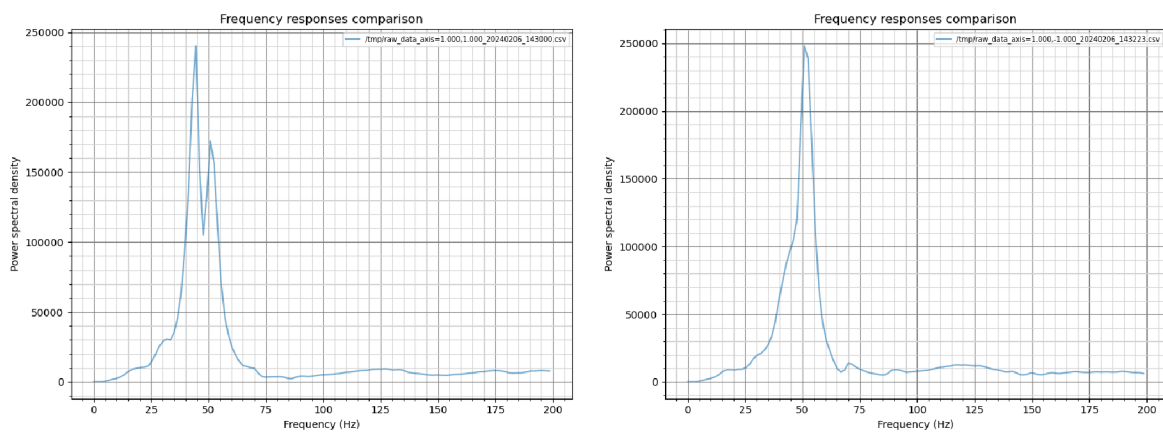 Frequency responses comparison
/tmp/raw_data_axis=1.000,1.000_20240206_143000.csv
250000
200000
150000
100000
50000
0
Power spectral density
0 25 50 75 100 125 150 175 200
Frequency (Hz)
Frequency responses comparison
/tmp/raw_data_axis=1.000,-1.000_20240206_143223.csv
250000
200000
150000
100000
50000
0
Power spectral density
0 25 50 75 100 125 150 175 200
Frequency (Hz)